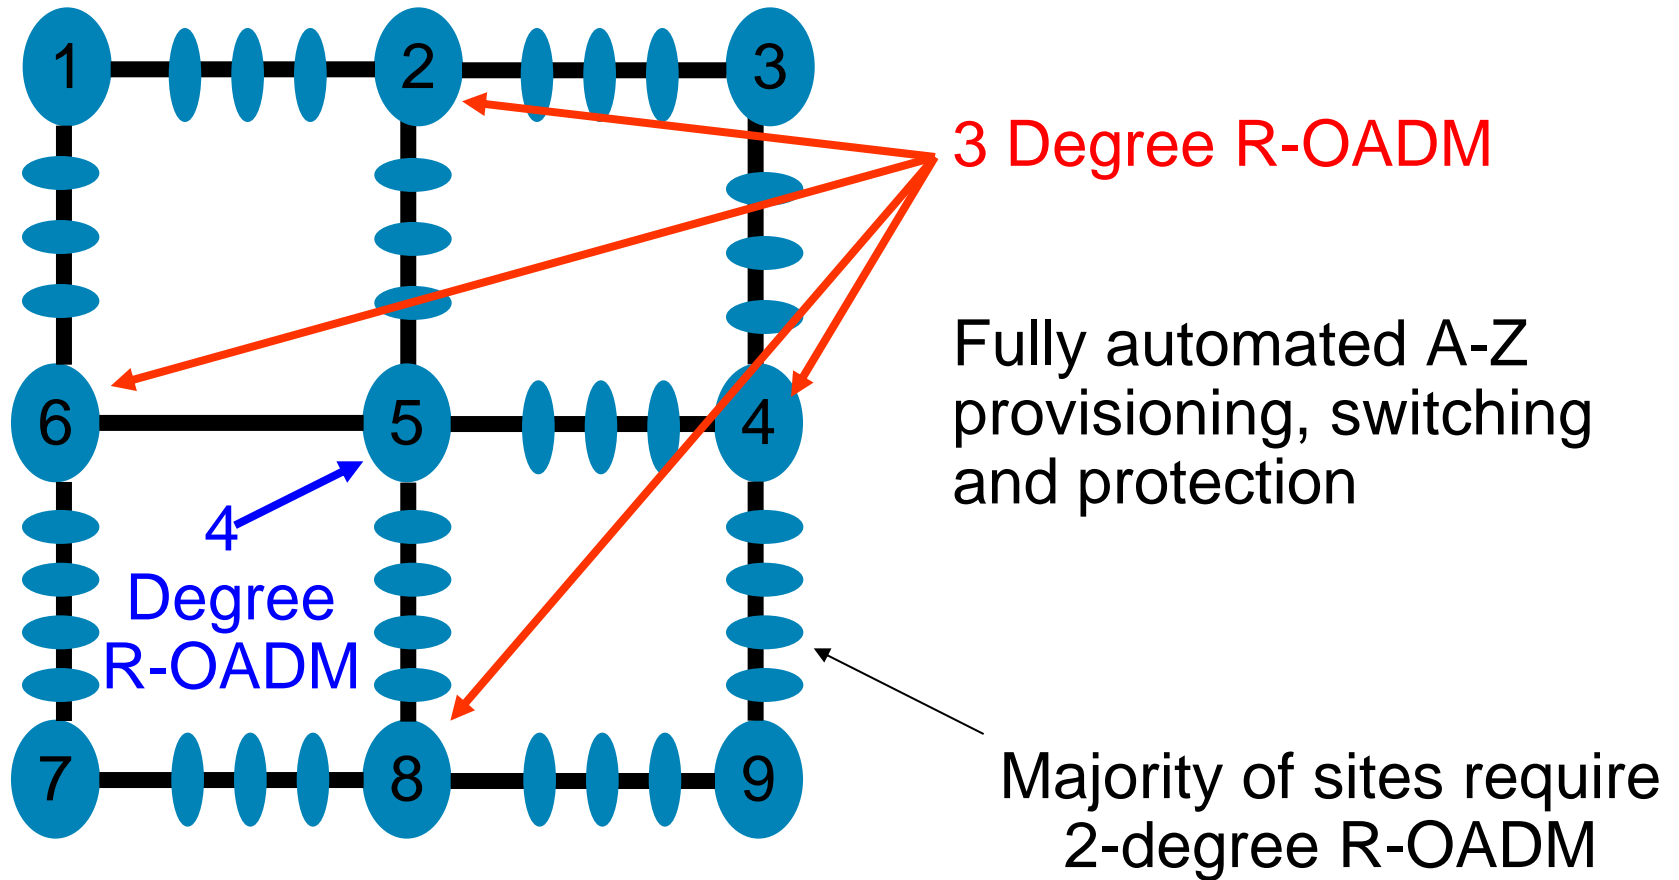 1
2
3
3 Degree R-OADM
Fully automated A-Z
provisioning, switching
and protection
6
5
4
4
Degree
R-OADM
7
8
9
Majority of sites require
2-degree R-OADM